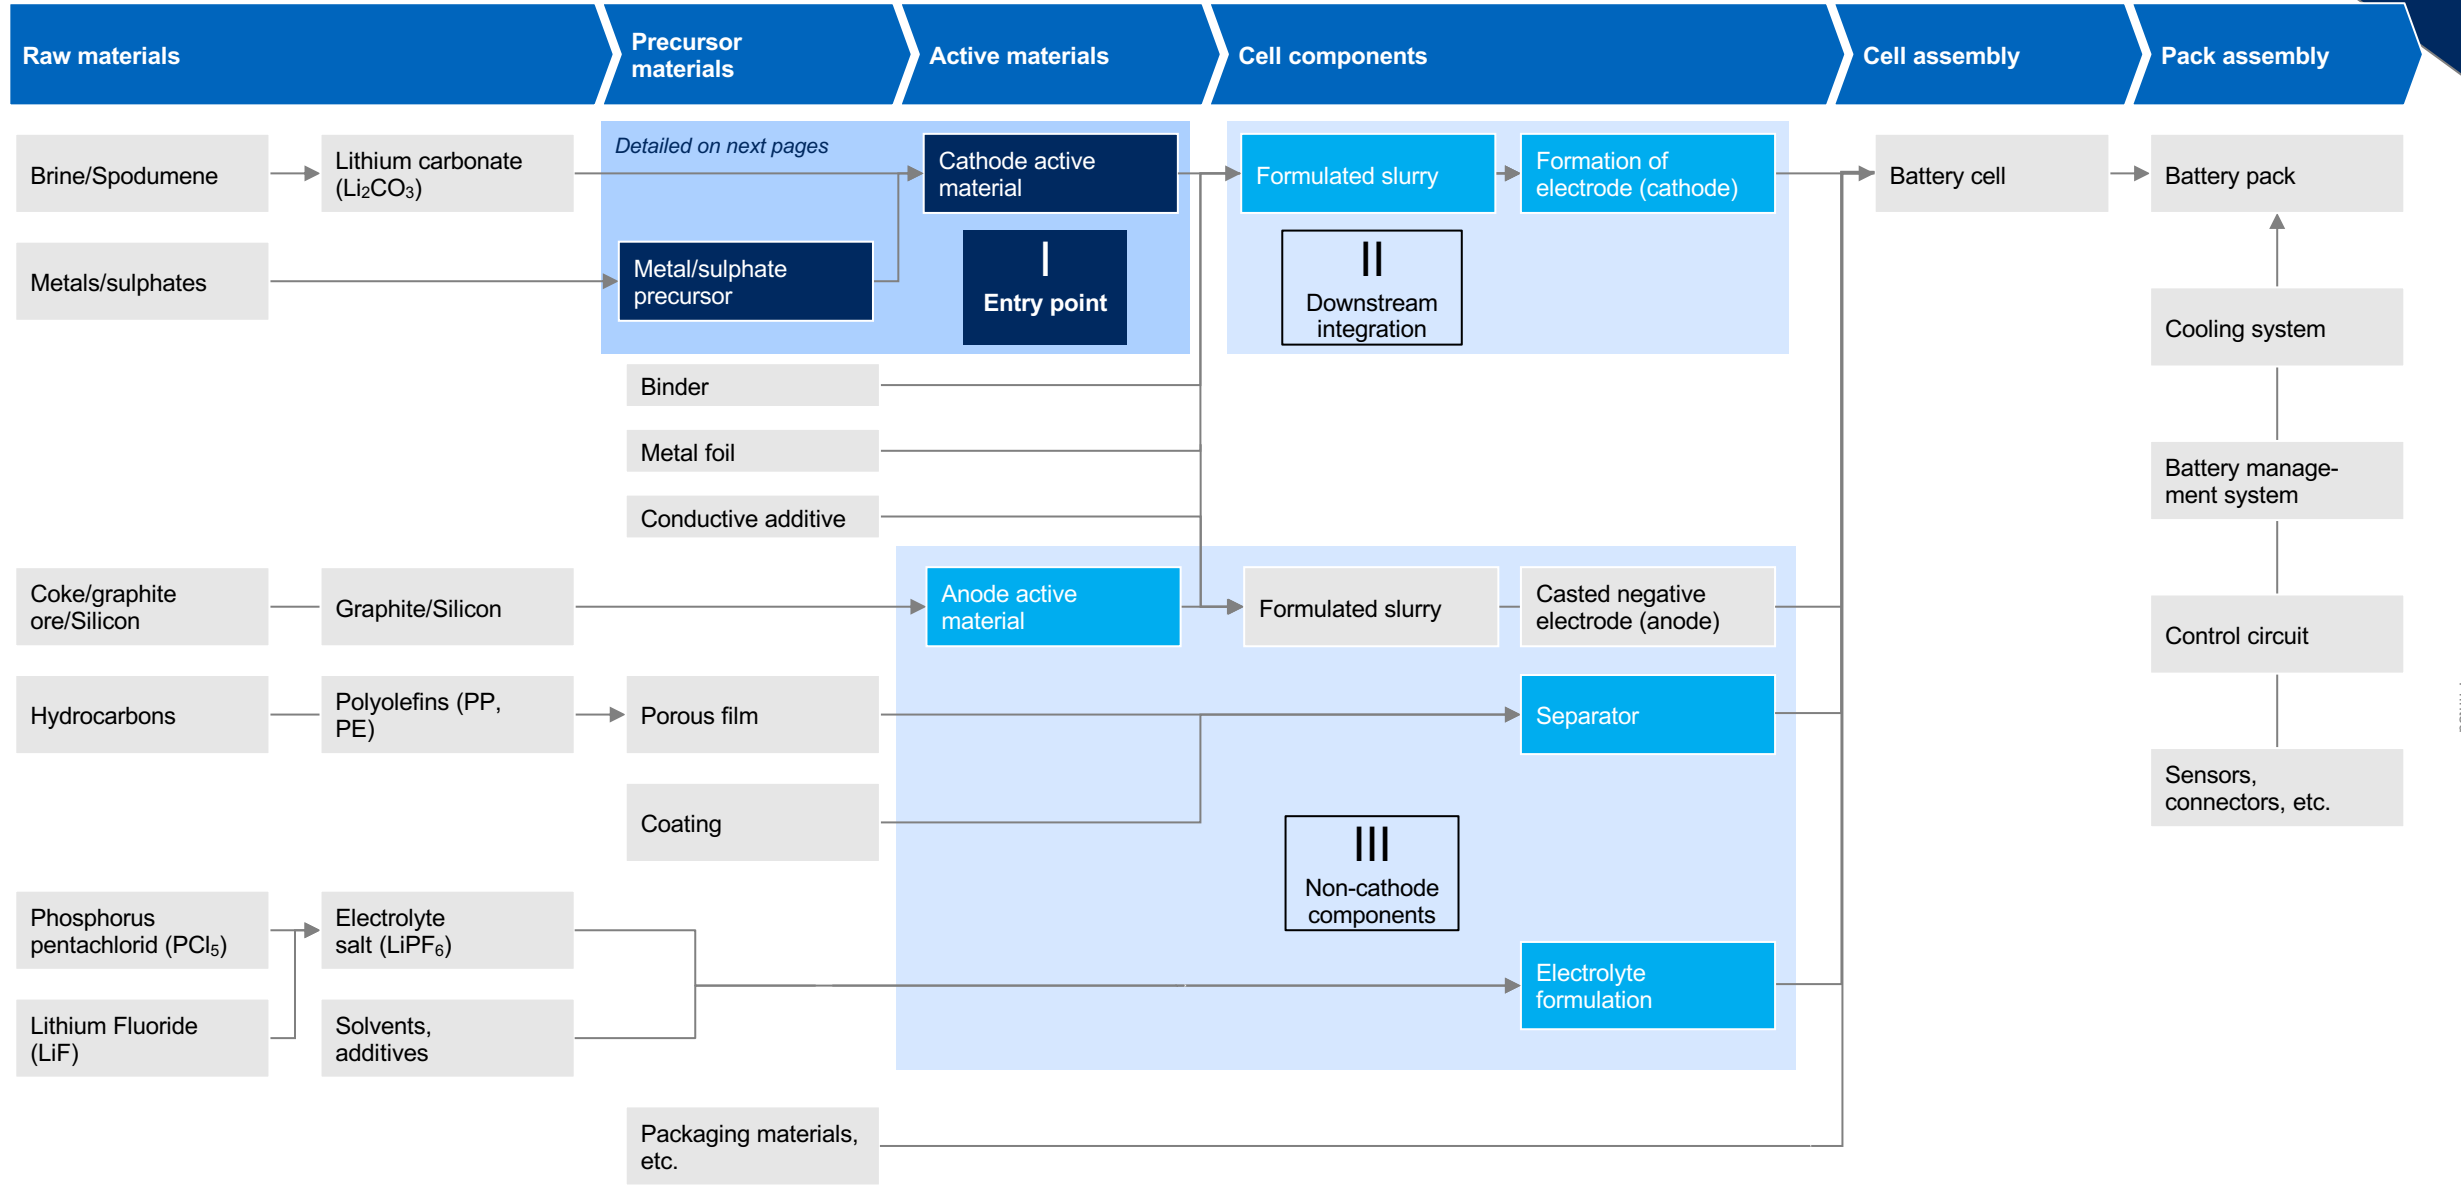 Raw materials
Precursor
materials
Active materials
Cell components
Cell assembly
Pack assembly
Detailed on next pages
Brine/Spodumene
Lithium carbonate
(Li₂CO₃)
Cathode active
material
Formulated slurry
Formation of
electrode (cathode)
Battery cell
Battery pack
Metals/sulphates
Metal/sulphate
precursor
I
Entry point
II
Downstream
integration
Cooling system
Binder
Metal foil
Conductive additive
Battery manage-
ment system
Coke/graphite
ore/Silicon
Graphite/Silicon
Anode active
material
Formulated slurry
Casted negative
electrode (anode)
Control circuit
Hydrocarbons
Polyolefins (PP,
PE)
Porous film
Separator
Sensors,
connectors, etc.
Coating
III
Non-cathode
components
Phosphorus
pentachlorid (PCl₅)
Electrolyte
salt (LiPF₆)
Electrolyte
formulation
Lithium Fluoride
(LiF)
Solvents,
additives
Packaging materials,
etc.